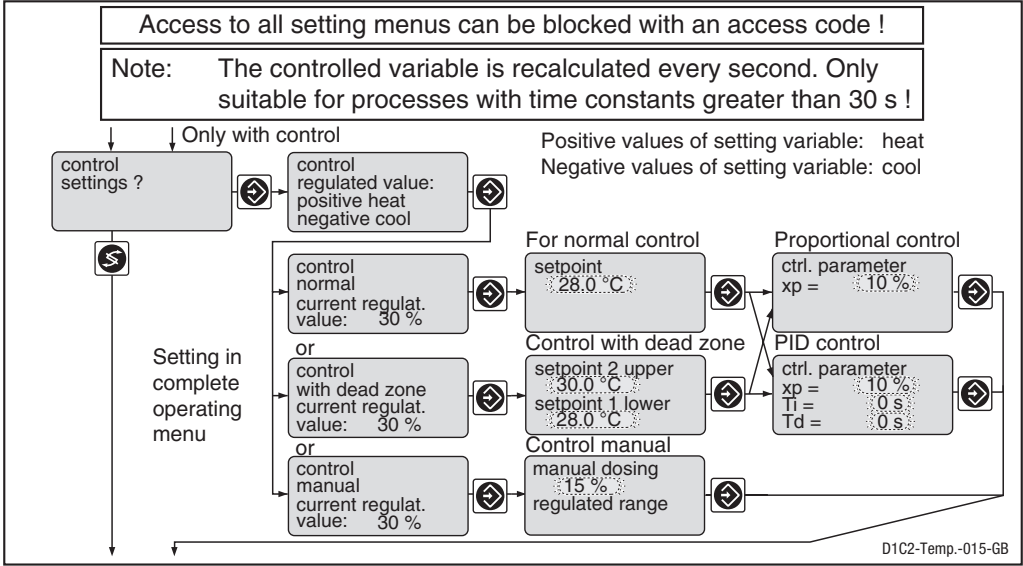 Access to all setting menus can be blocked with an access code !
Note: The controlled variable is recalculated every second. Only
suitable for processes with time constants greater than 30 s !
Only with control
Positive values of setting variable: heat
Negative values of setting variable: cool
control
settings ?
control
regulated value:
positive heat
negative cool
For normal control
Proportional control
control
normal
current regulat.
value: 30 %
setpoint
28.0 °C
ctrl. parameter
xp = 10 %
or
Control with dead zone
PID control
Setting in
complete
operating
menu
control
with dead zone
current regulat.
value: 30 %
setpoint 2 upper
30.0 °C
setpoint 1 lower
28.0 °C
ctrl. parameter
xp = 10 %
Ti = 0 s
Td = 0 s
or
Control manual
control
manual
current regulat.
value: 30 %
manual dosing
15 %
regulated range
D1C2-Temp.-015-GB